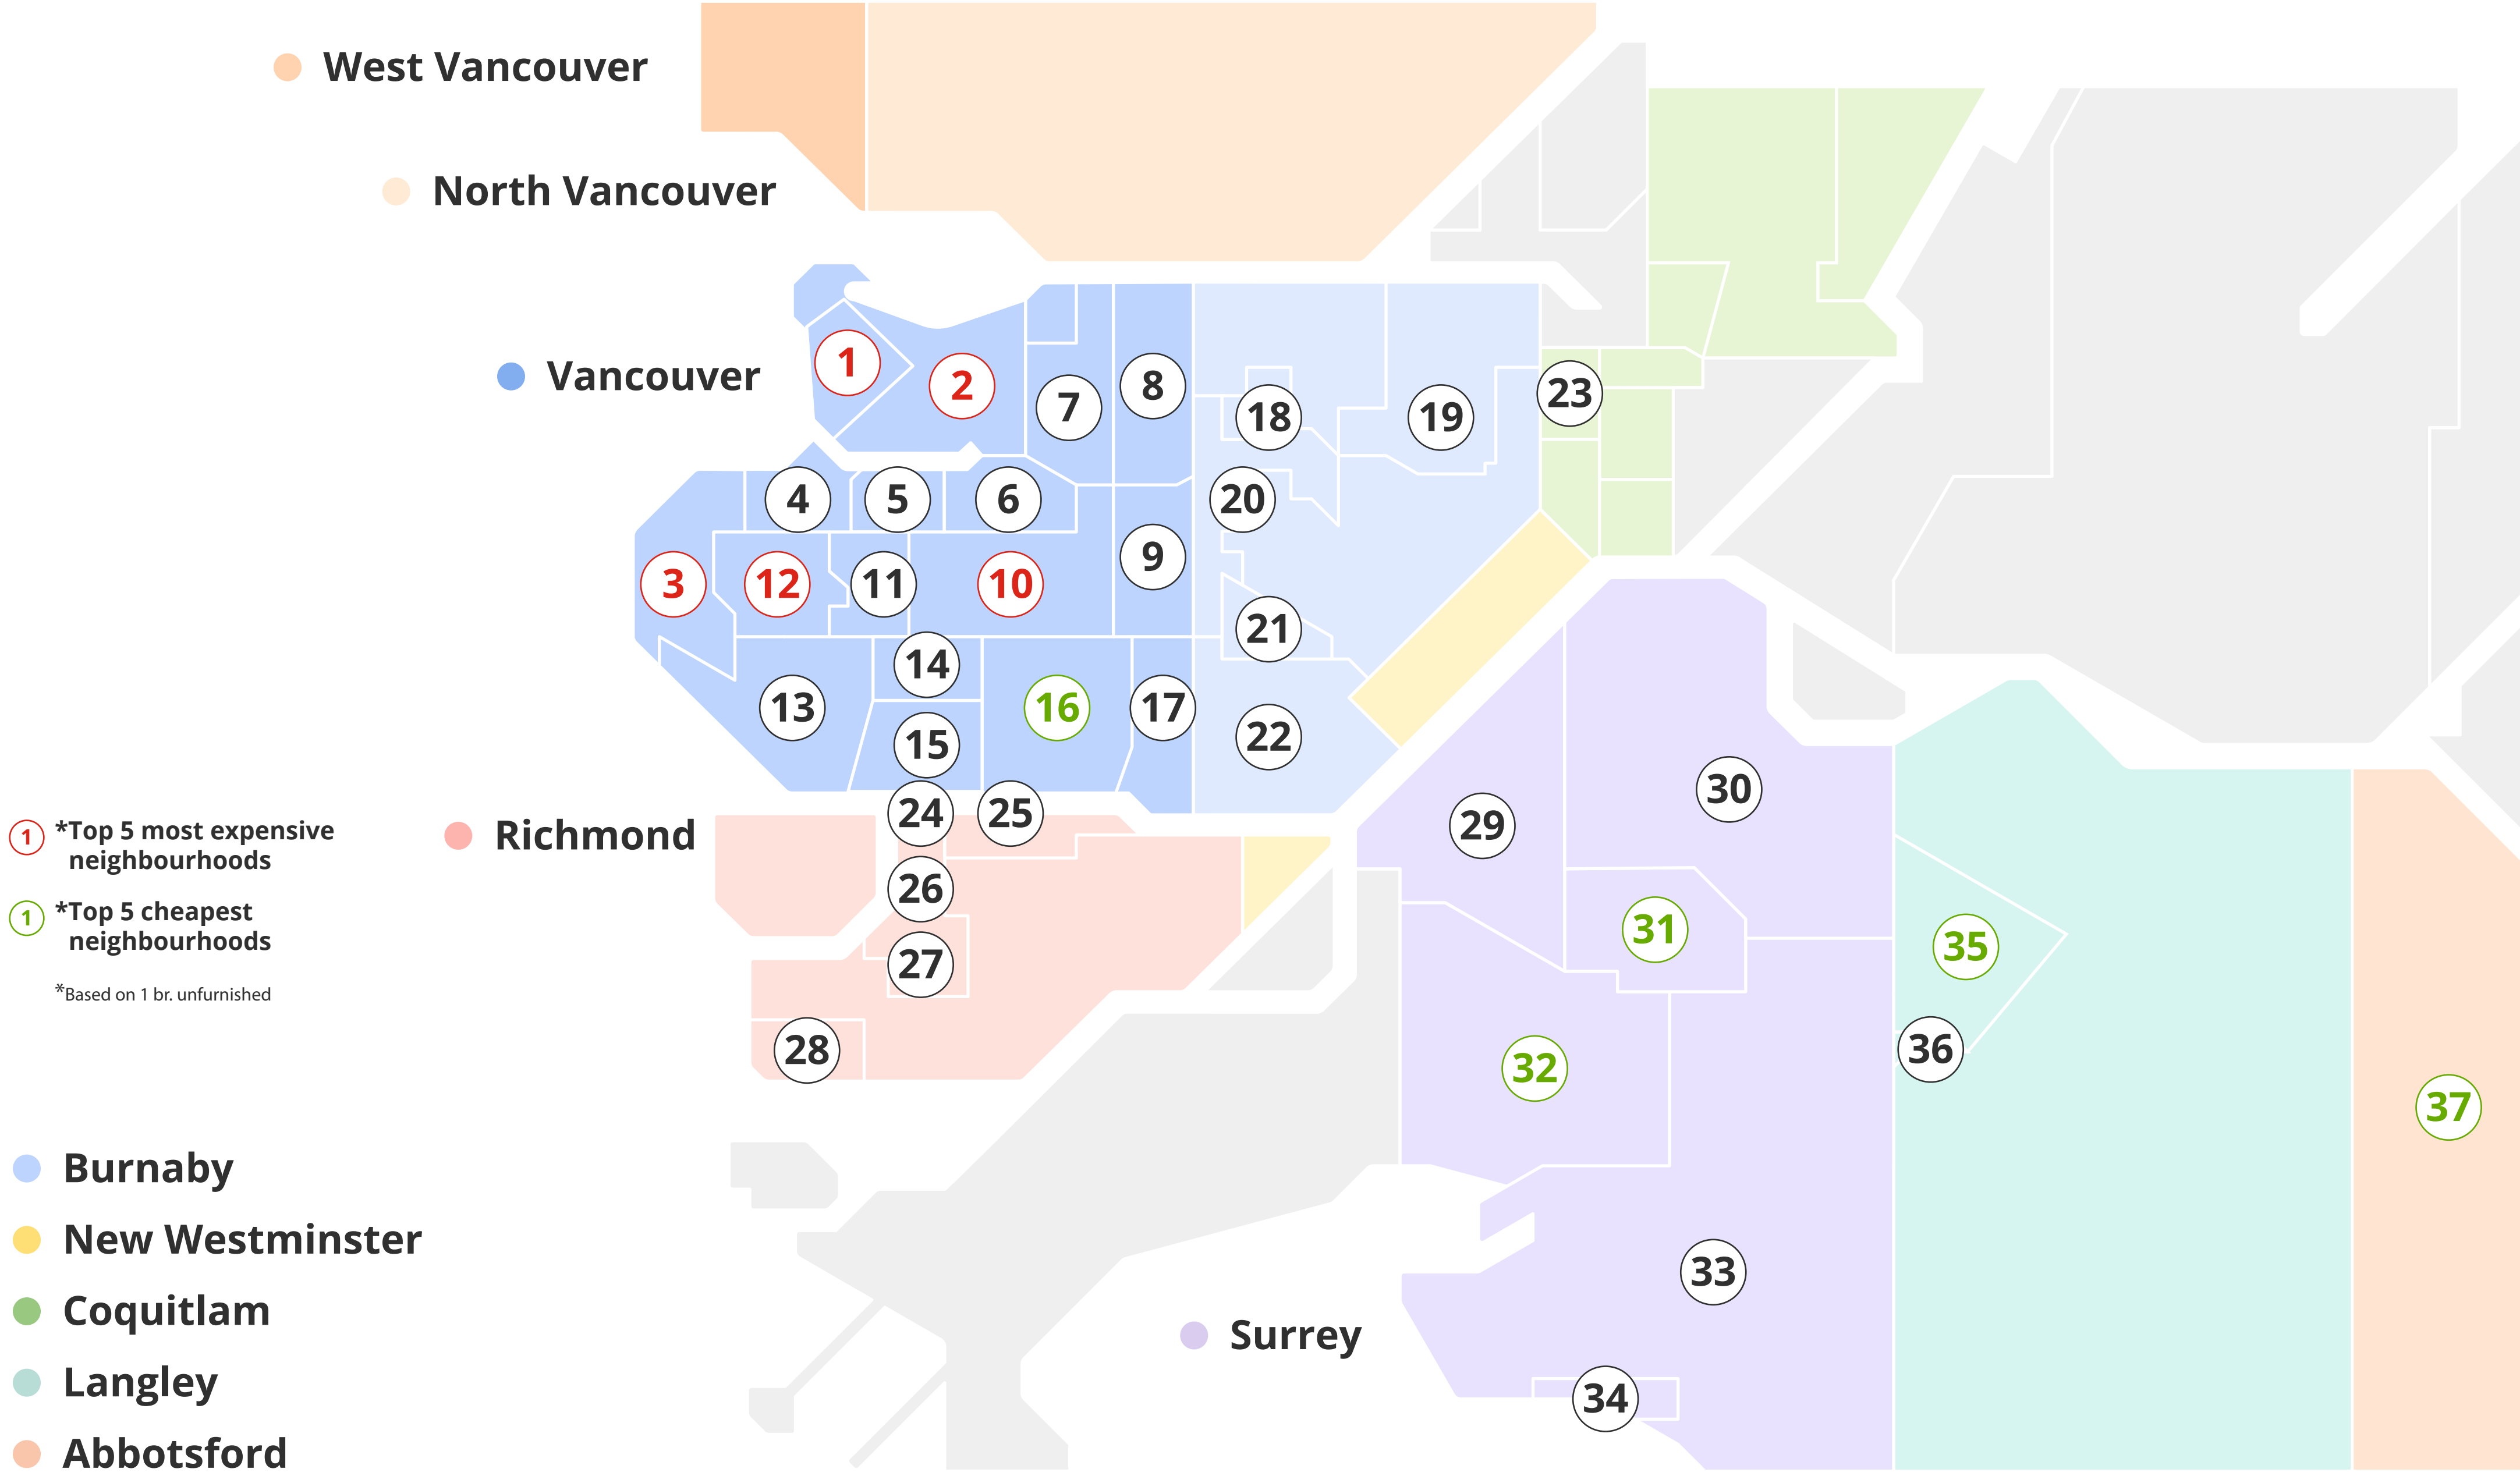 West Vancouver
North Vancouver
Vancouver
1
2
7
8
18
19
23
4
5
6
20
3
12
11
10
9
14
21
13
16
17
15
22
24
25
30
29
1 *Top 5 most expensive
neighbourhoods
Richmond
26
1 *Top 5 cheapest
neighbourhoods
31
35
27
*Based on 1 br. unfurnished
28
36
32
37
Burnaby
New Westminster
33
Coquitlam
Surrey
Langley
34
Abbotsford